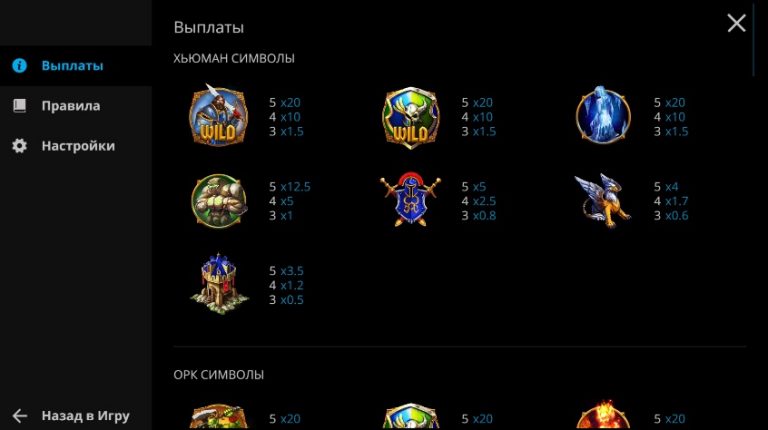 Выплаты
Правила
Настройки
Назад в Игру
Выплаты
ХЬЮМАН СИМВОЛЫ
WILD
5 x20
4 x10
3 x1.5
WILD
5 x20
4 x10
3 x1.5
5 x20
4 x10
3 x1.5
5 x12.5
4 x5
3 x1
5 x5
4 x2.5
3 x0.8
5 x4
4 x1.7
3 x0.6
5 x3.5
4 x1.2
3 x0.5
ОРК СИМВОЛЫ
5 x20
5 x20
5 x20